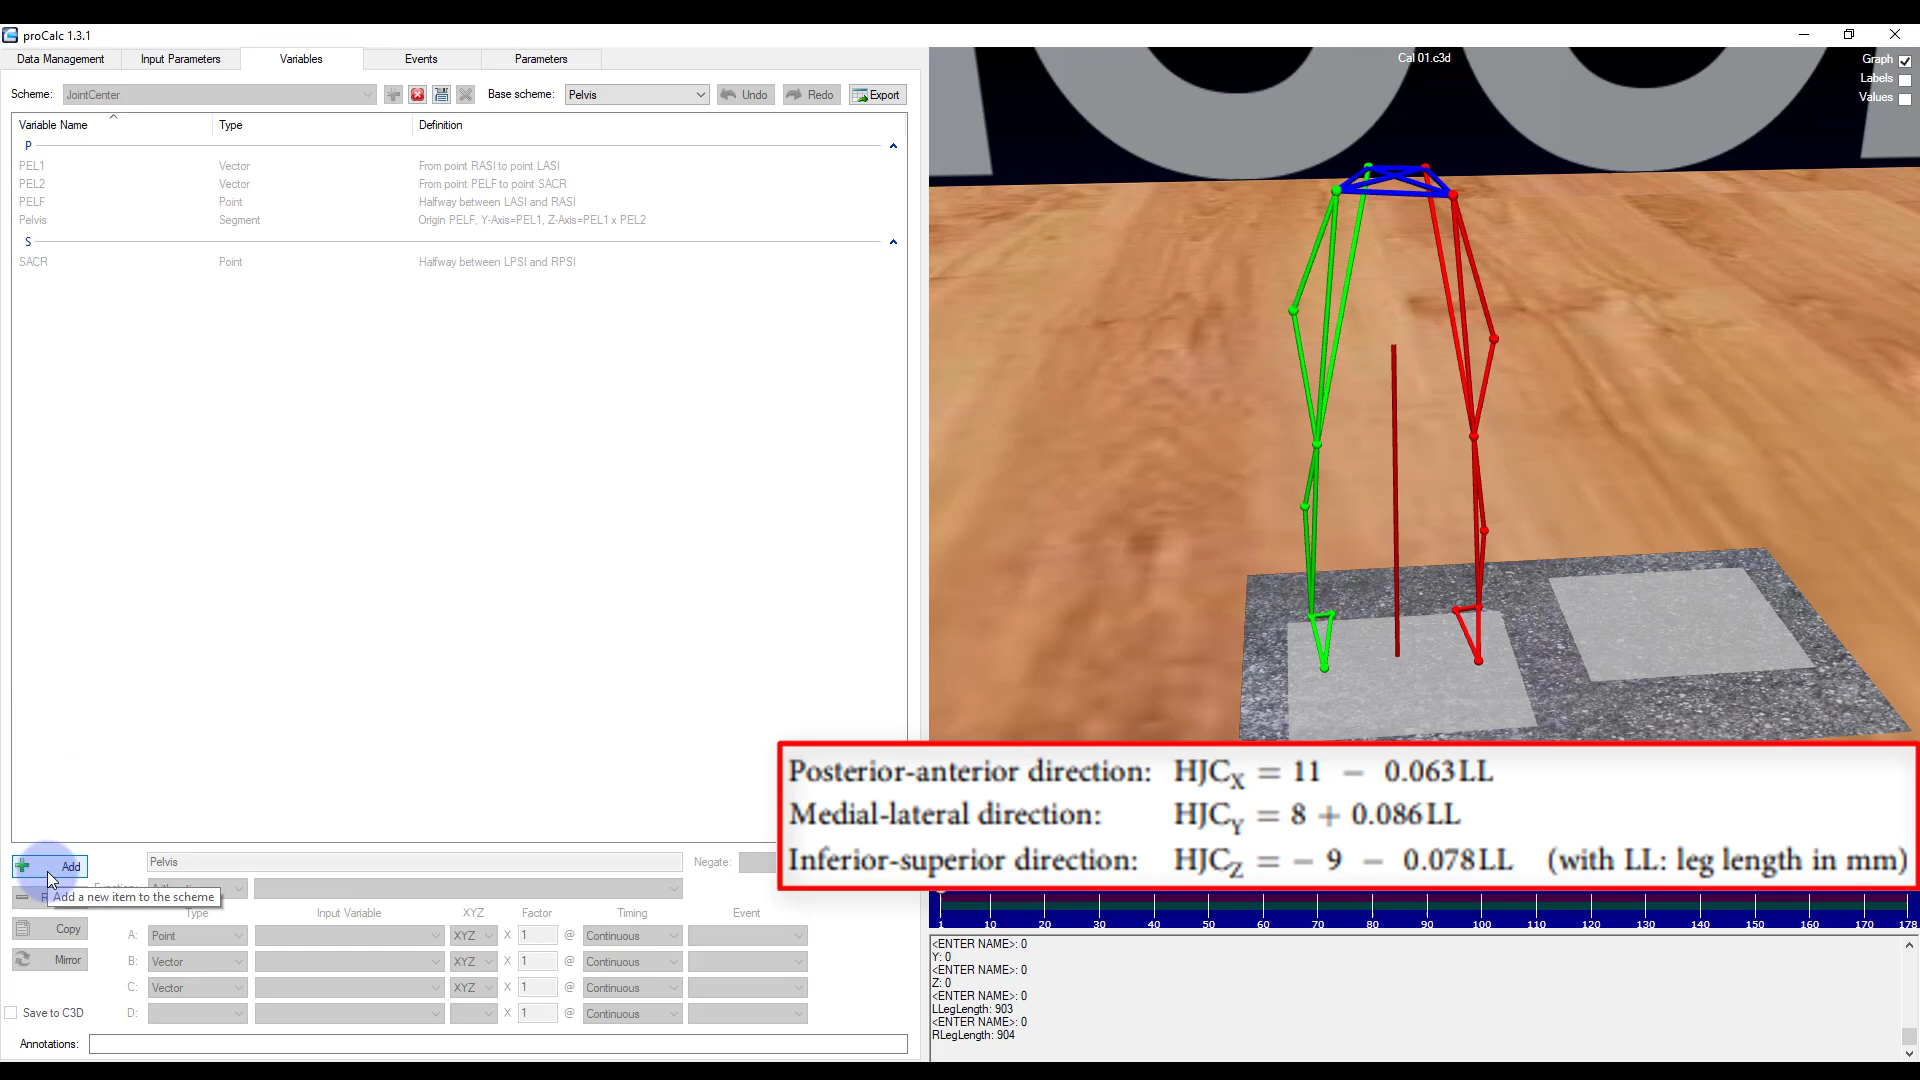 proCalc 1.3.1
Data Management Input Parameters Variables Events Parameters
Scheme: JointCenter Base scheme: Pelvis Undo Redo Export
Variable Name Type Definition
P
PEL1 Vector From point RASI to point LASI
PEL2 Vector From point PELF to point SACR
PELF Point Halfway between LASI and RASI
Pelvis Segment Origin PELF, Y-Axis=PEL1, Z-Axis=PEL1 x PEL2
S
SACR Point Halfway between LPSI and RPSI
Cal 01.c3d
Graph
Labels
Values
Posterior-anterior direction: HJCX = 11 − 0.063LL
Medial-lateral direction: HJCY = 8 + 0.086LL
Inferior-superior direction: HJCZ = − 9 − 0.078LL (with LL: leg length in mm)
Add Pelvis Negate:
Add a new item to the scheme
Type Input Variable XYZ Factor Timing Event
Copy A: Point XYZ X 1 @ Continuous
Mirror B: Vector XYZ X 1 @ Continuous
C: Vector XYZ X 1 @ Continuous
Save to C3D D: X 1 @ Continuous
Annotations:
1 10 20 30 40 50 60 70 80 90 100 110 120 130 140 150 160 170 178
<ENTER NAME>: 0
Y: 0
<ENTER NAME>: 0
Z: 0
<ENTER NAME>: 0
LLegLength: 903
<ENTER NAME>: 0
RLegLength: 904